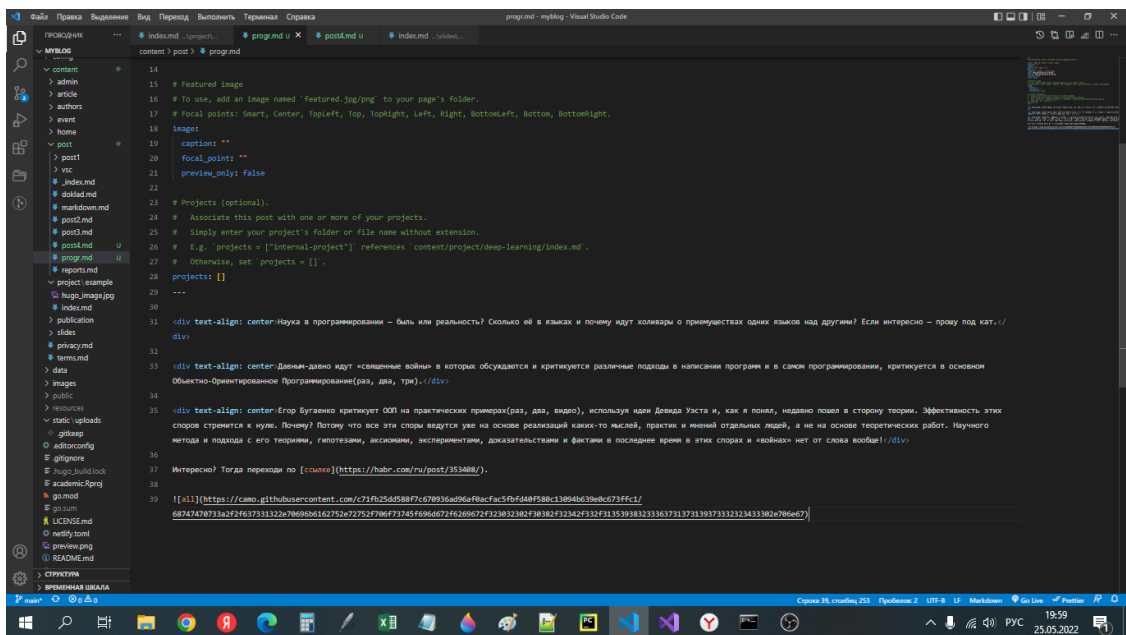 Файл Правка Выделение Вид Переход Выполнить Терминал Справка
progr.md - myblog - Visual Studio Code
ПРОВОДНИК
index.md ..\project\...
progr.md U
post4.md U
index.md ..\slides\...
MYBLOG
content > post > progr.md
config
content
admin
article
authors
event
home
post
post1
vsc
_index.md
doklad.md
markdown.md
post2.md
post3.md
post4.md U
progr.md U
reports.md
project \ example
hugo_image.jpg
index.md
publication
slides
privacy.md
terms.md
data
images
public
resources
static \ uploads
.gitkeep
.editorconfig
.gitignore
.hugo_build.lock
academic.Rproj
go.mod
go.sum
LICENSE.md
netlify.toml
preview.png
README.md
СТРУКТУРА
ВРЕМЕННАЯ ШКАЛА
14
15 # Featured image
16 # To use, add an image named `featured.jpg/png` to your page's folder.
17 # Focal points: Smart, Center, TopLeft, Top, TopRight, Left, Right, BottomLeft, Bottom, BottomRight.
18 image:
19 caption: ""
20 focal_point: ""
21 preview_only: false
22
23 # Projects (optional).
24 # Associate this post with one or more of your projects.
25 # Simply enter your project's folder or file name without extension.
26 # E.g. `projects = ["internal-project"]` references `content/project/deep-learning/index.md`.
27 # Otherwise, set `projects = []`.
28 projects: []
29 ---
30
31 <div text-align: center>Наука в программировании — быль или реальность? Сколько её в языках и почему идут холивары о приемуществах одних языков над другими? Если интересно — прошу под кат.</
div>
32
33 <div text-align: center>Давным-давно идут «священные войны» в которых обсуждаются и критикуются различные подходы в написании программ и в самом программировании, критикуется в основном
Объектно-Ориентированное Программирование(раз, два, три).</div>
34
35 <div text-align: center>Егор Бугаенко критикует ООП на практических примерах(раз, два, видео), используя идеи Девида Уэста и, как я понял, недавно пошел в сторону теории. Эффективность этих
споров стремится к нулю. Почему? Потому что все эти споры ведутся уже на основе реализаций каких-то мыслей, практик и мнений отдельных людей, а не на основе теоретических работ. Научного
метода и подхода с его теориями, гипотезами, аксиомами, экспериментами, доказательствами и фактами в последнее время в этих спорах и «войнах» нет от слова вообще!</div>
36
37 Интересно? Тогда переходи по [ссылке](https://habr.com/ru/post/353408/).
38
39 ![all](https://camo.githubusercontent.com/c71fb25dd588f7c670936ad96af0acfac5fbfd40f580c13094b639e0c673ffc1/
Строка 39, столбец 253 Пробелов: 2 UTF-8 LF Markdown Go Live Prettier
main* 0 0
РУС
19:59
25.05.2022